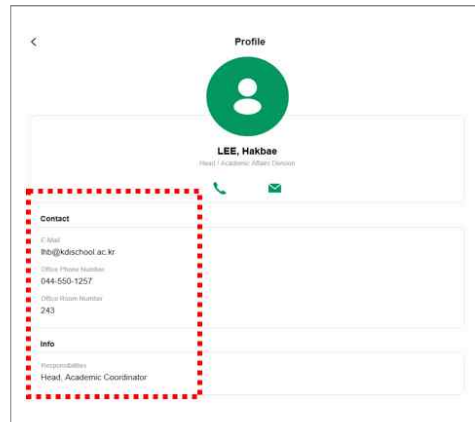 Profile
LEE, Hakbae
Head / Academic Affairs Division
Contact
E-Mail
lhb@kdischool.ac.kr
Office Phone Number
044-550-1257
Office Room Number
243
Info
Responsibilities
Head, Academic Coordinator